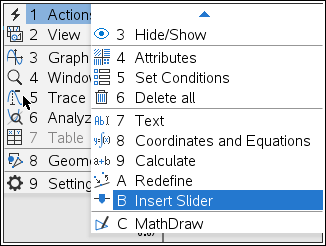 1 Actions
2 View
3 Graph
4 Window
5 Trace
6 Analyz
7 Table
8 Geome
9 Setting
3 Hide/Show
4 Attributes
5 Set Conditions
6 Delete all
7 Text
8 Coordinates and Equations
9 Calculate
A Redefine
B Insert Slider
C MathDraw